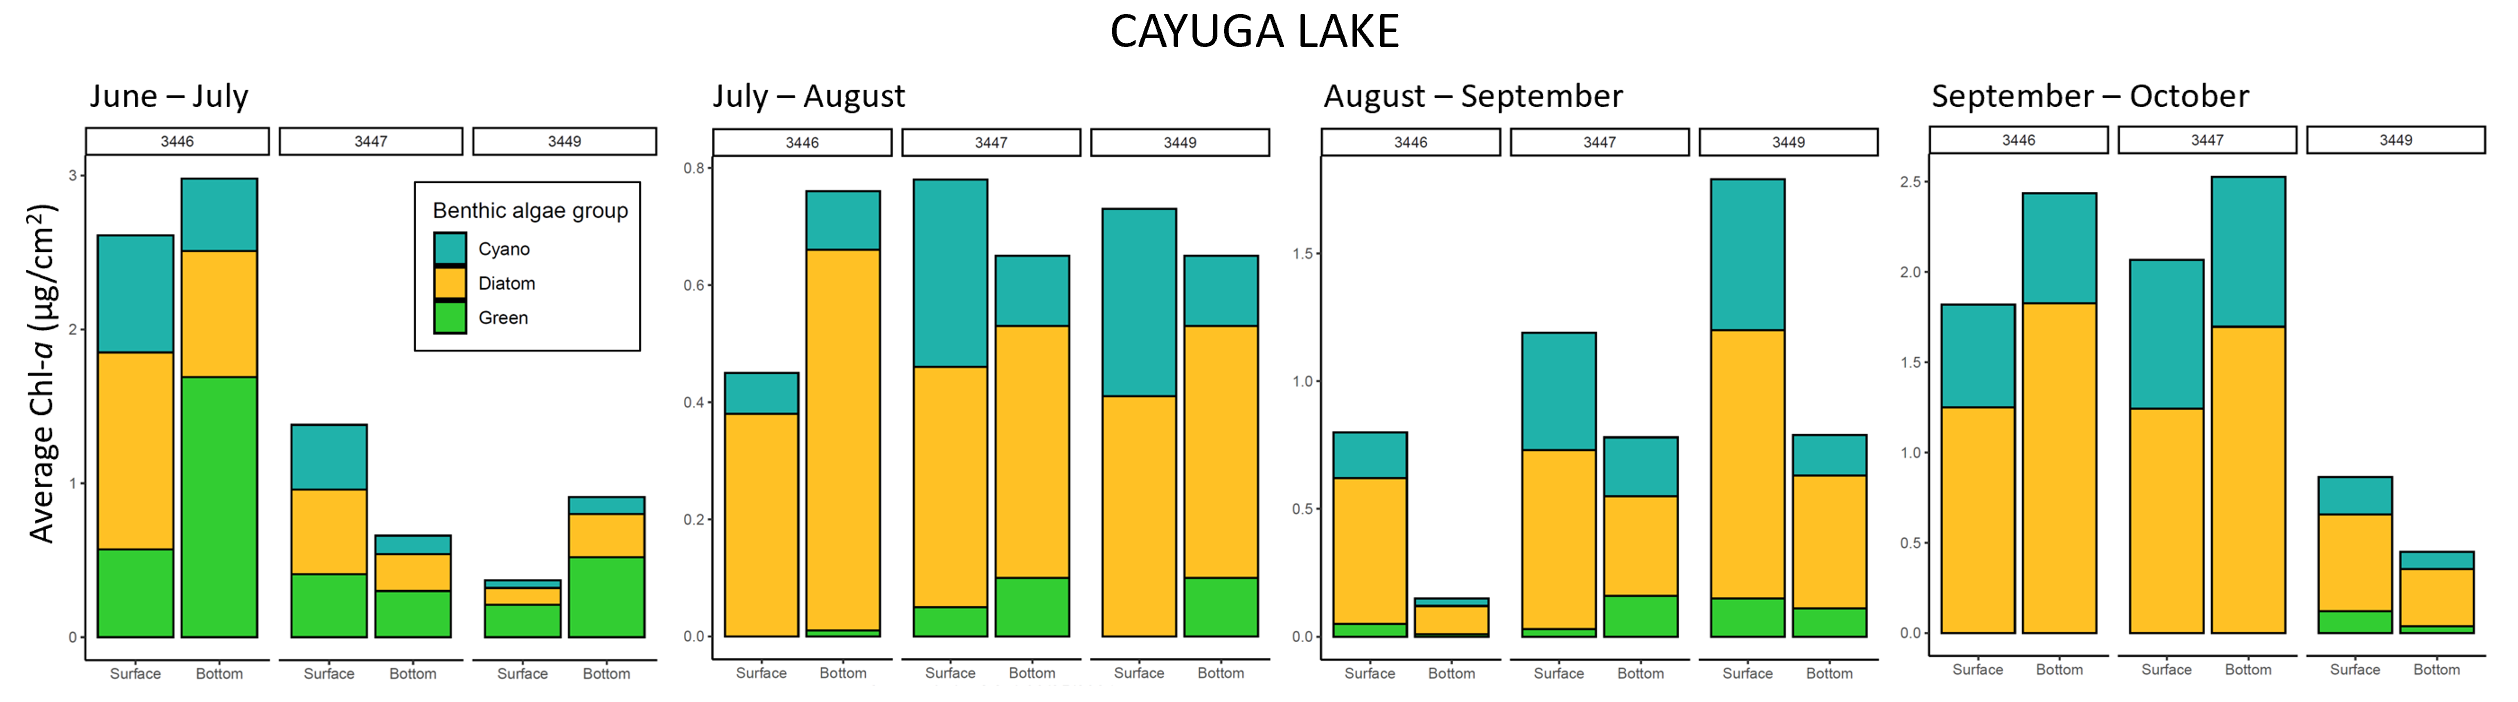 CAYUGA LAKE
June – July
July – August
August – September
September – October
3446
3447
3449
3446
3447
3449
3446
3447
3449
3446
3447
3449
Average Chl-a (µg/cm²)
3
2
1
0
Benthic algae group
Cyano
Diatom
Green
0.8
0.6
0.4
0.2
0.0
1.5
1.0
0.5
0.0
2.5
2.0
1.5
1.0
0.5
0.0
Surface
Bottom
Surface
Bottom
Surface
Bottom
Surface
Bottom
Surface
Bottom
Surface
Bottom
Surface
Bottom
Surface
Bottom
Surface
Bottom
Surface
Bottom
Surface
Bottom
Surface
Bottom